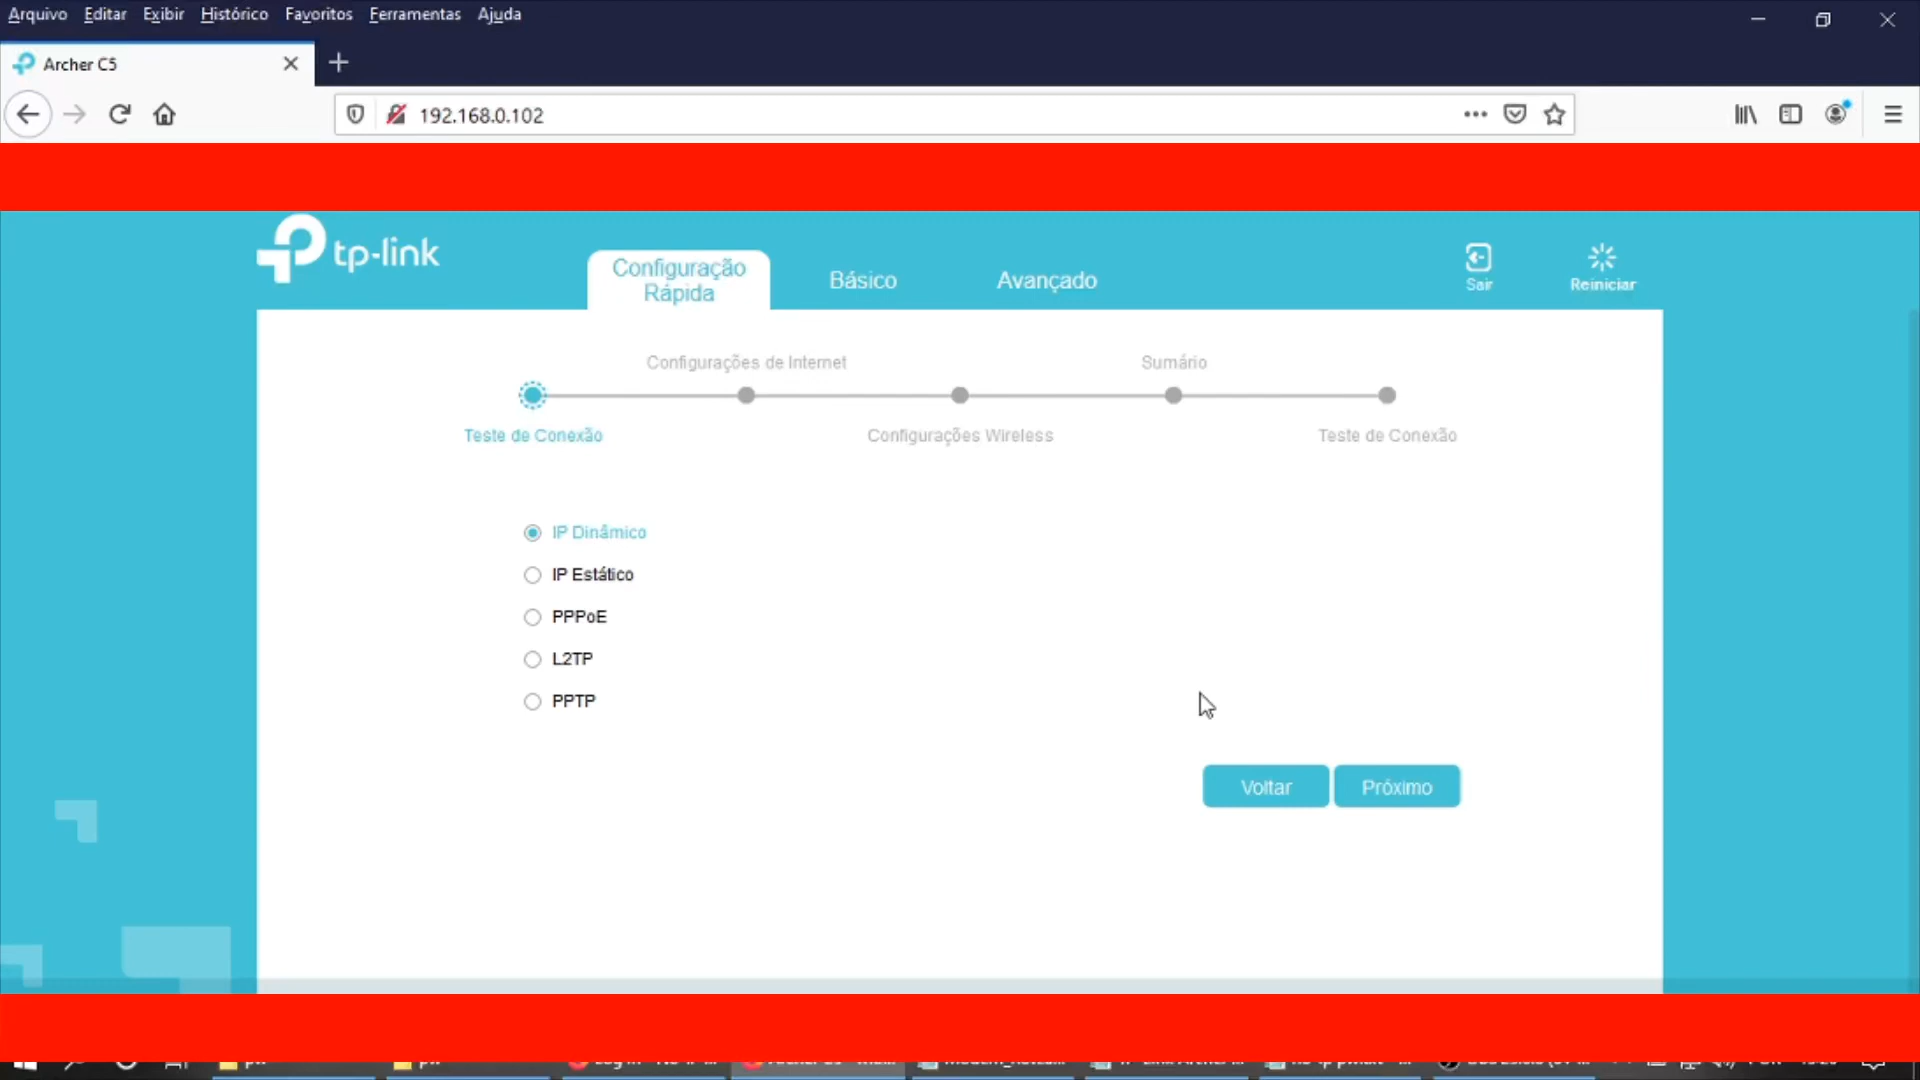 Arquivo Editar Exibir Histórico Favoritos Ferramentas Ajuda
Archer C5
192.168.0.102
tp-link
Configuração
Rápida
Básico
Avançado
Sair
Reiniciar
Configurações de Internet
Sumário
Teste de Conexão
Configurações Wireless
Teste de Conexão
IP Dinâmico
IP Estático
PPPoE
L2TP
PPTP
Voltar
Próximo